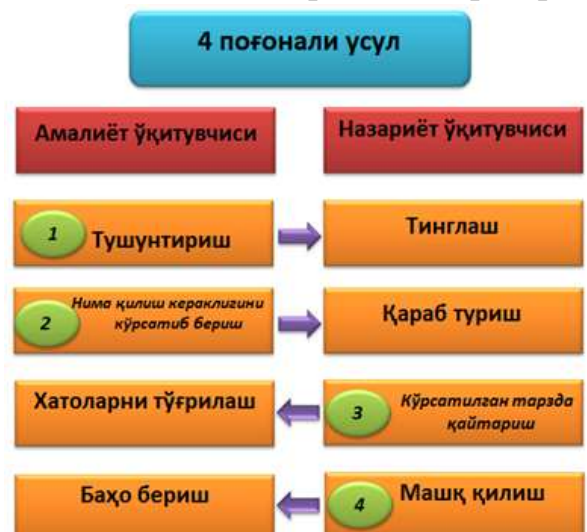 4 поғонали усул
Амалиёт ўқитувчиси
Назариёт ўқитувчиси
1 Тушунтириш
Тинглаш
2 Нима қилиш кераклигини
кўрсатиб бериш
Қараб туриш
Хатоларни тўғрилаш
3 Кўрсатилган тарзда
қайтариш
Баҳо бериш
4 Машқ қилиш